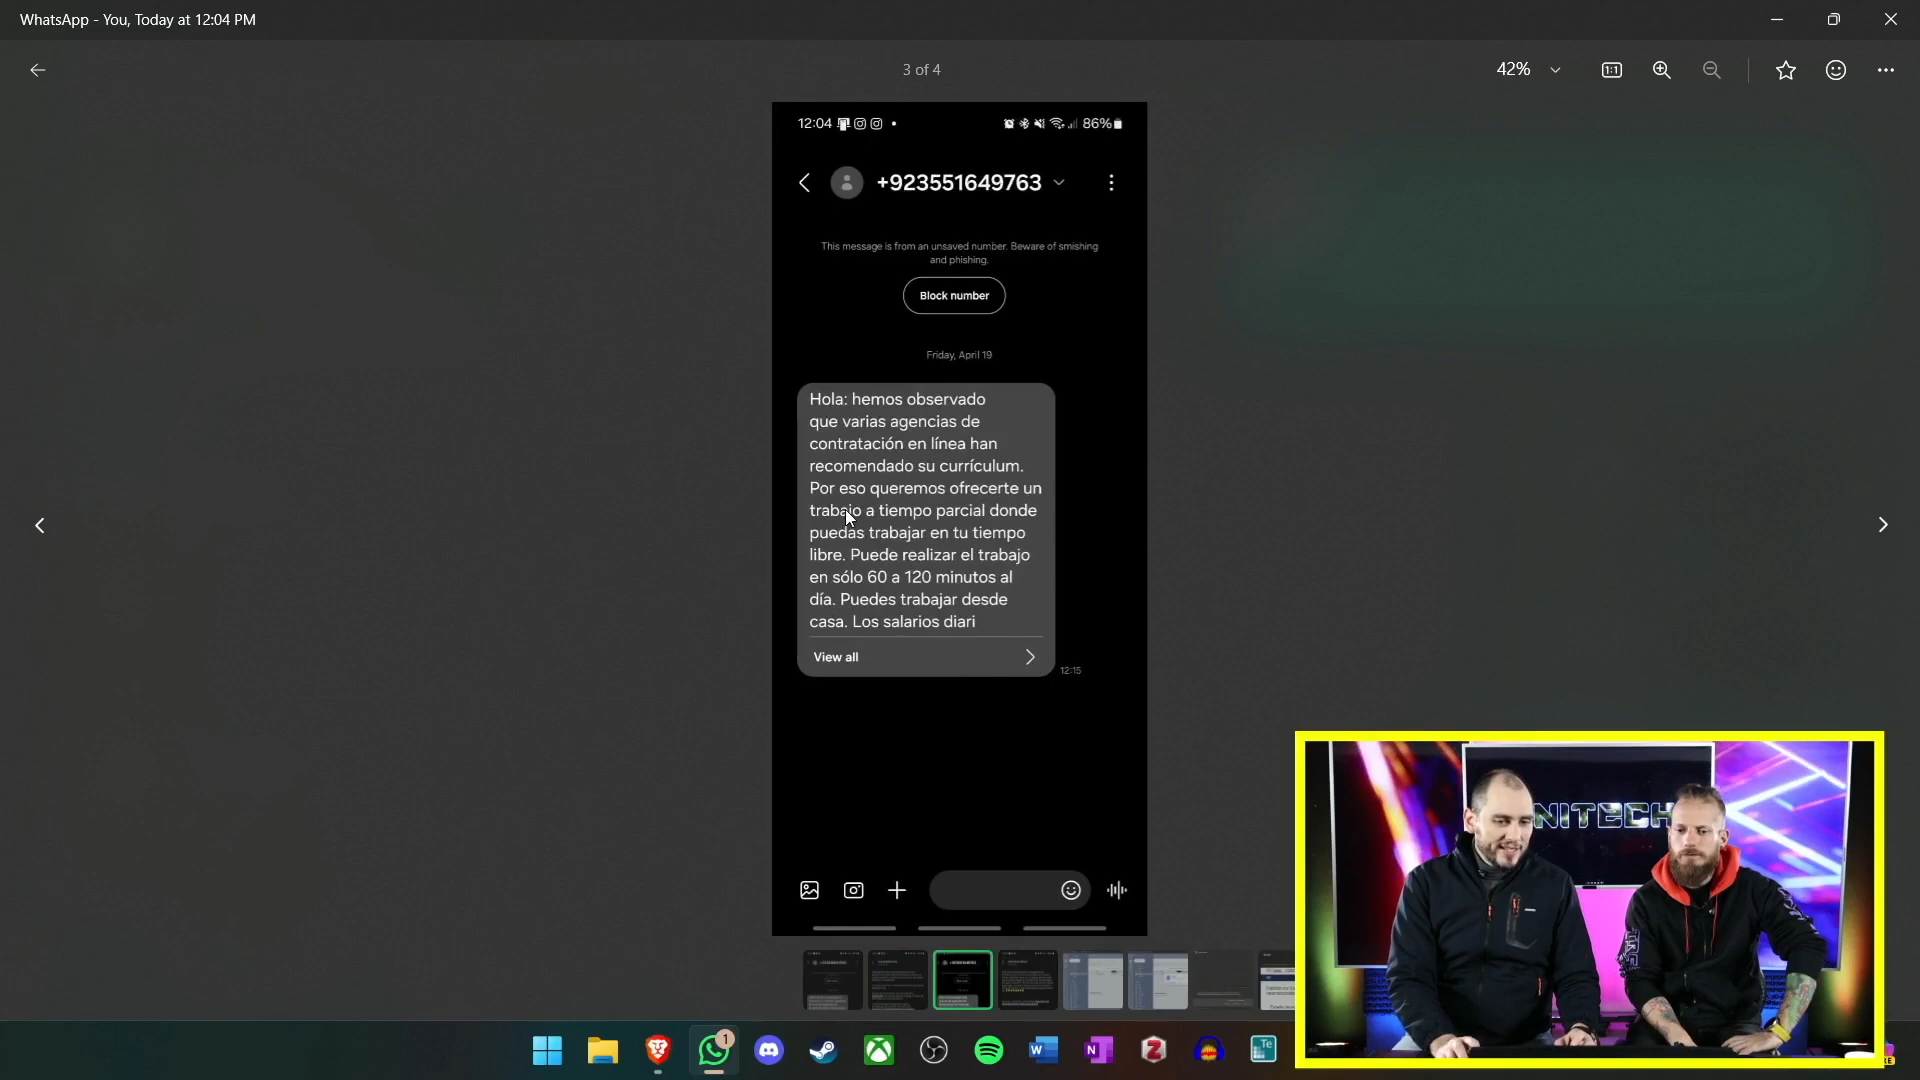 WhatsApp - You, Today at 12:04 PM
3 of 4
42%
1:1
12:04
86%
+923551649763
This message is from an unsaved number. Beware of smishing
and phishing.
Block number
Friday, April 19
Hola: hemos observado
que varias agencias de
contratación en línea han
recomendado su currículum.
Por eso queremos ofrecerte un
trabajo a tiempo parcial donde
puedas trabajar en tu tiempo
libre. Puede realizar el trabajo
en sólo 60 a 120 minutos al
día. Puedes trabajar desde
casa. Los salarios diari
View all
12:15
NITECH
1
W
N
Z
Te